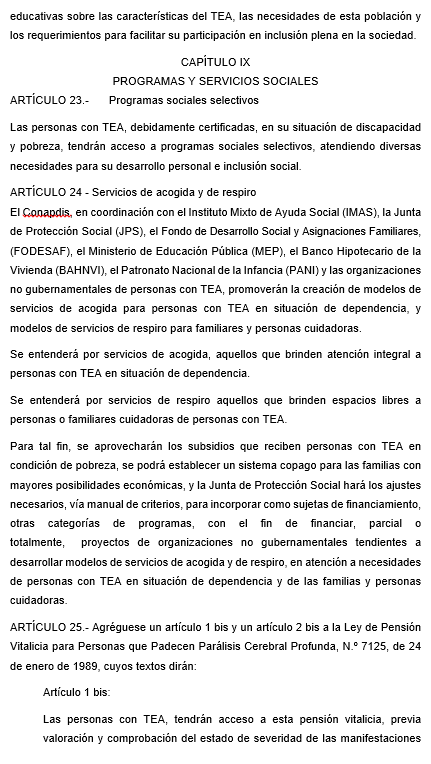 educativas sobre las características del TEA, las necesidades de esta población y
los requerimientos para facilitar su participación en inclusión plena en la sociedad.
CAPÍTULO IX
PROGRAMAS Y SERVICIOS SOCIALES
ARTÍCULO 23.- Programas sociales selectivos
Las personas con TEA, debidamente certificadas, en su situación de discapacidad
y pobreza, tendrán acceso a programas sociales selectivos, atendiendo diversas
necesidades para su desarrollo personal e inclusión social.
ARTÍCULO 24 - Servicios de acogida y de respiro
El Conapdis, en coordinación con el Instituto Mixto de Ayuda Social (IMAS), la Junta
de Protección Social (JPS), el Fondo de Desarrollo Social y Asignaciones Familiares,
(FODESAF), el Ministerio de Educación Pública (MEP), el Banco Hipotecario de la
Vivienda (BAHNVI), el Patronato Nacional de la Infancia (PANI) y las organizaciones
no gubernamentales de personas con TEA, promoverán la creación de modelos de
servicios de acogida para personas con TEA en situación de dependencia, y
modelos de servicios de respiro para familiares y personas cuidadoras.
Se entenderá por servicios de acogida, aquellos que brinden atención integral a
personas con TEA en situación de dependencia.
Se entenderá por servicios de respiro aquellos que brinden espacios libres a
personas o familiares cuidadoras de personas con TEA.
Para tal fin, se aprovecharán los subsidios que reciben personas con TEA en
condición de pobreza, se podrá establecer un sistema copago para las familias con
mayores posibilidades económicas, y la Junta de Protección Social hará los ajustes
necesarios, vía manual de criterios, para incorporar como sujetas de financiamiento,
otras categorías de programas, con el fin de financiar, parcial o
totalmente, proyectos de organizaciones no gubernamentales tendientes a
desarrollar modelos de servicios de acogida y de respiro, en atención a necesidades
de personas con TEA en situación de dependencia y de las familias y personas
cuidadoras.
ARTÍCULO 25.- Agréguese un artículo 1 bis y un artículo 2 bis a la Ley de Pensión
Vitalicia para Personas que Padecen Parálisis Cerebral Profunda, N.º 7125, de 24
de enero de 1989, cuyos textos dirán:
Artículo 1 bis:
Las personas con TEA, tendrán acceso a esta pensión vitalicia, previa
valoración y comprobación del estado de severidad de las manifestaciones